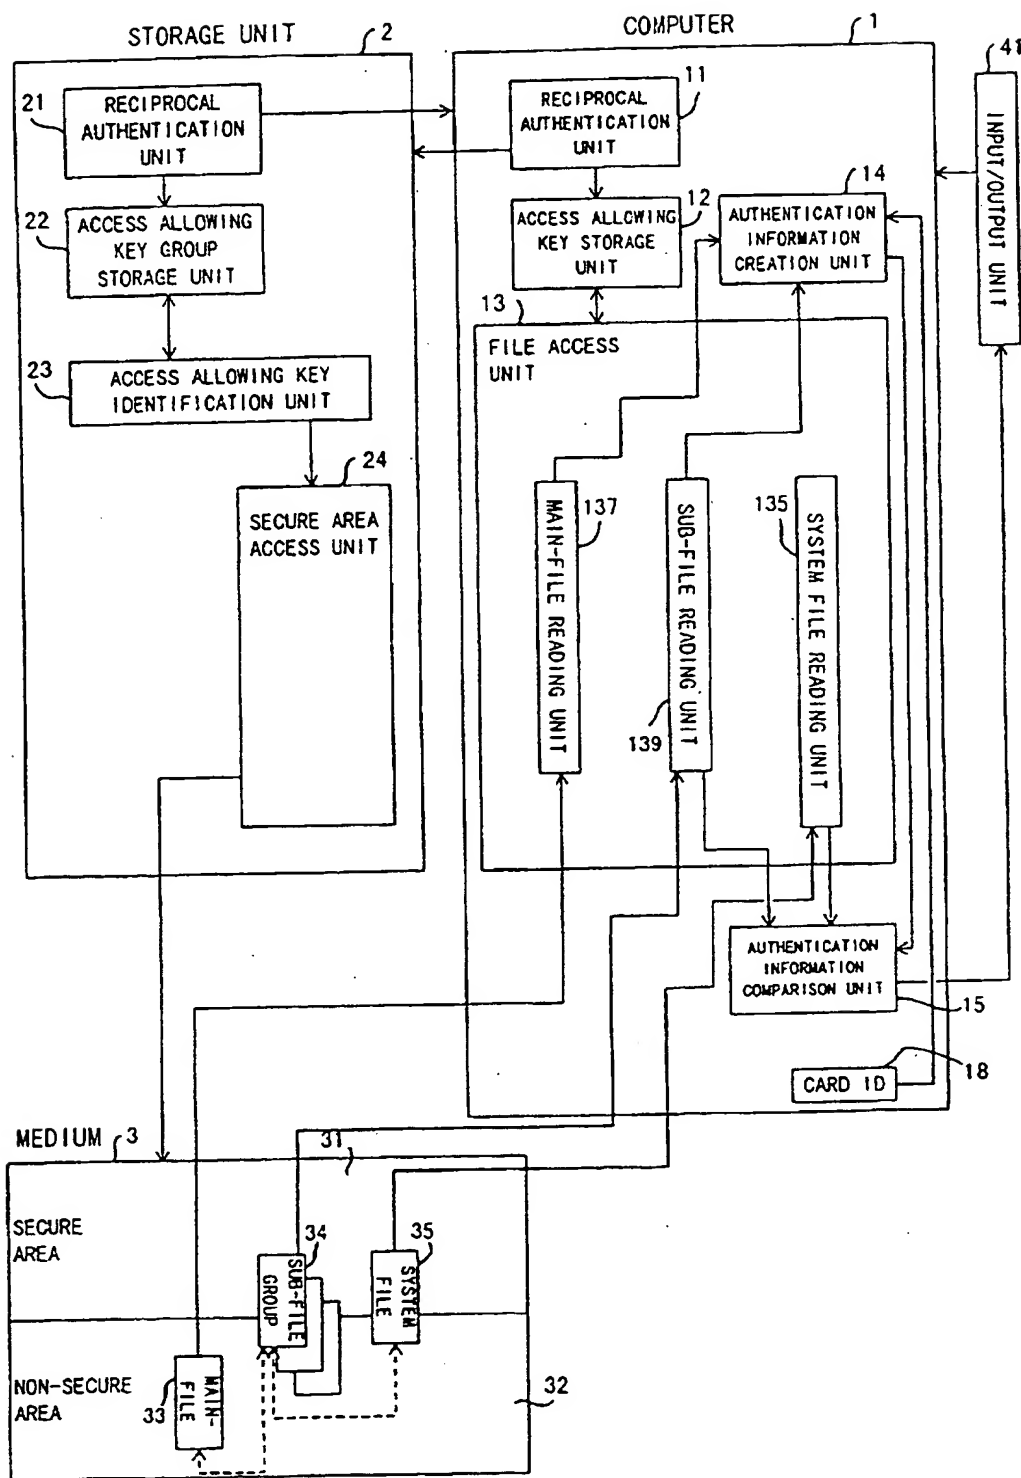 STORAGE UNIT
2
COMPUTER
1
41
INPUT/OUTPUT UNIT
21
RECIPROCAL
AUTHENTICATION
UNIT
11
RECIPROCAL
AUTHENTICATION
UNIT
22
ACCESS ALLOWING
KEY GROUP
STORAGE UNIT
12
ACCESS ALLOWING
KEY STORAGE
UNIT
14
AUTHENTICATION
INFORMATION
CREATION UNIT
23
ACCESS ALLOWING KEY
IDENTIFICATION UNIT
13
FILE ACCESS
UNIT
24
SECURE AREA
ACCESS UNIT
MAIN-FILE READING UNIT
137
SUB-FILE READING UNIT
139
135
SYSTEM FILE READING UNIT
AUTHENTICATION
INFORMATION
COMPARISON UNIT
15
CARD ID
18
MEDIUM
3
31
SECURE
AREA
34
SUB-FILE
GROUP
35
SYSTEM
FILE
NON-SECURE
AREA
33
MAIN-
FILE
32